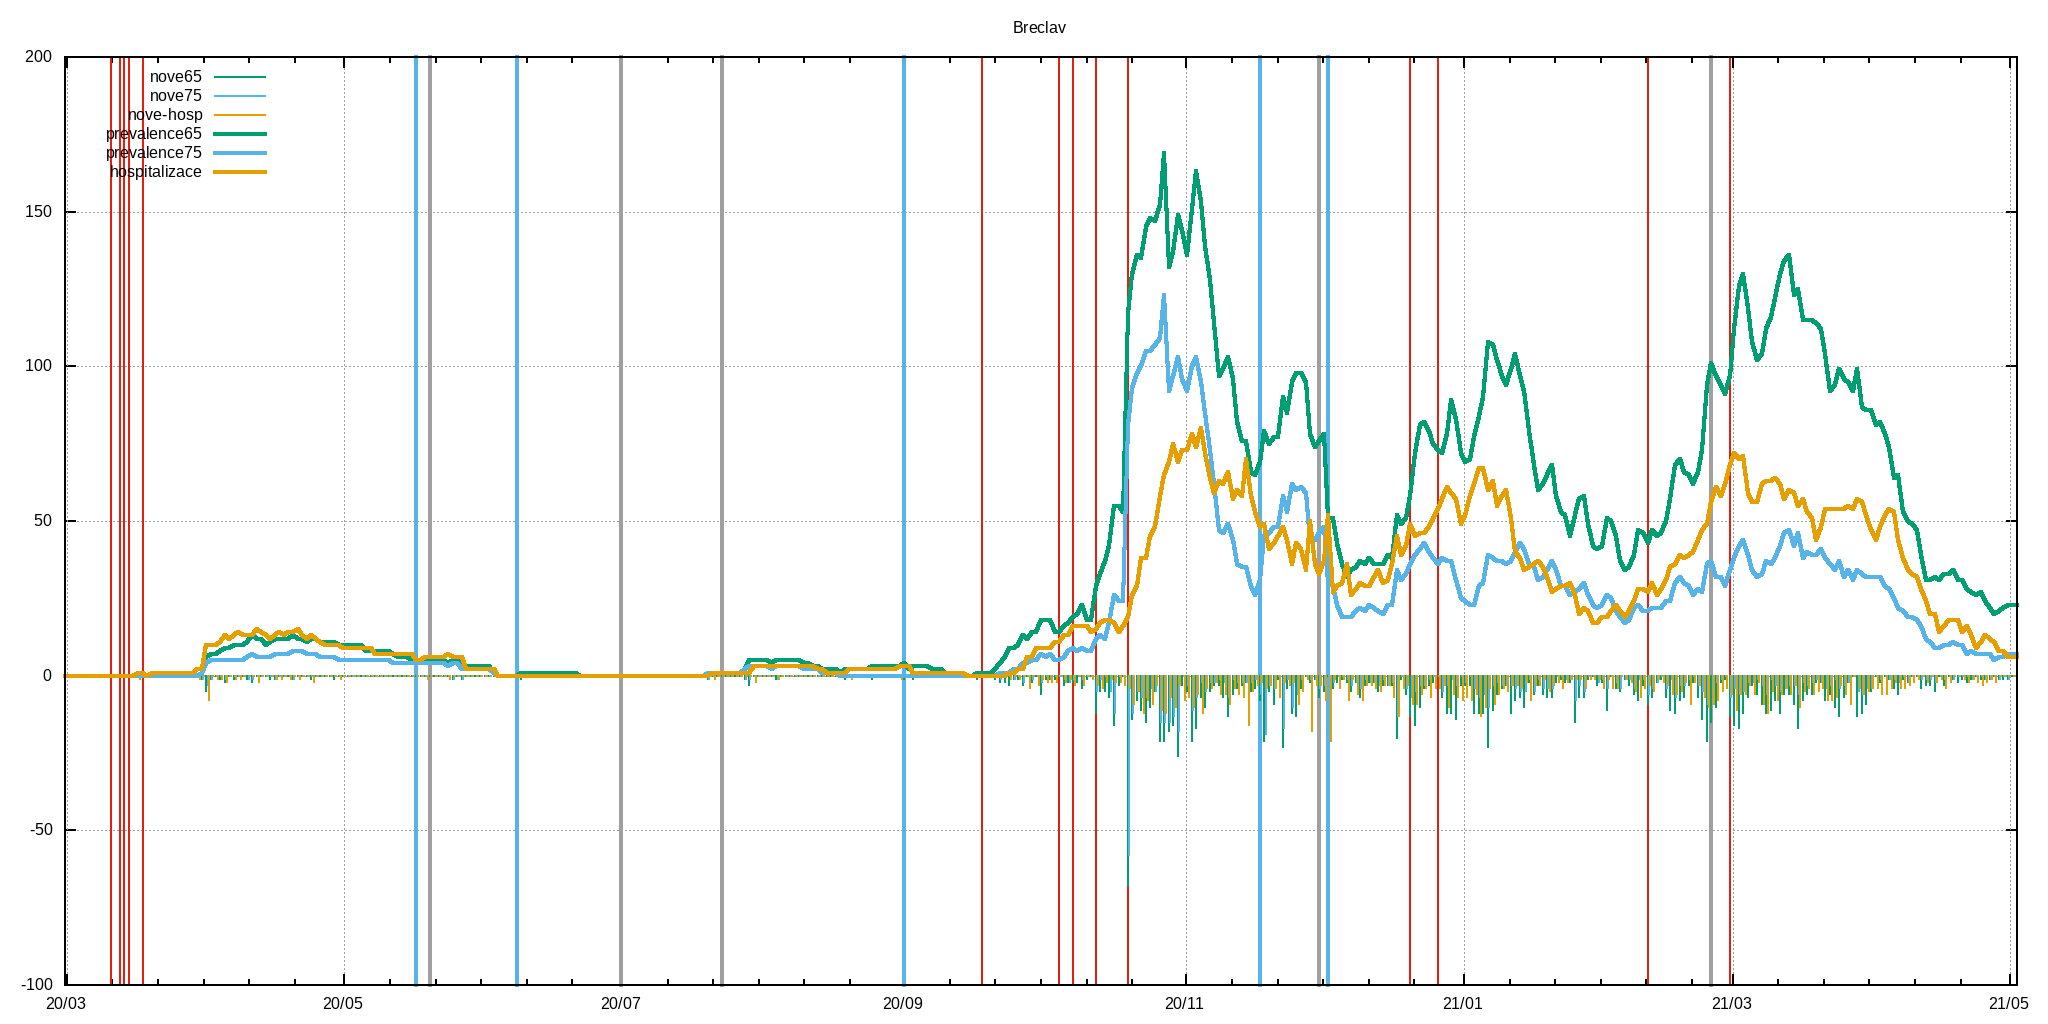 Breclav
200
150
100
50
0
-50
-100
nove65
nove75
nove-hosp
prevalence65
prevalence75
hospitalizace
20/03 20/05 20/07 20/09 20/11 21/01 21/03 21/05